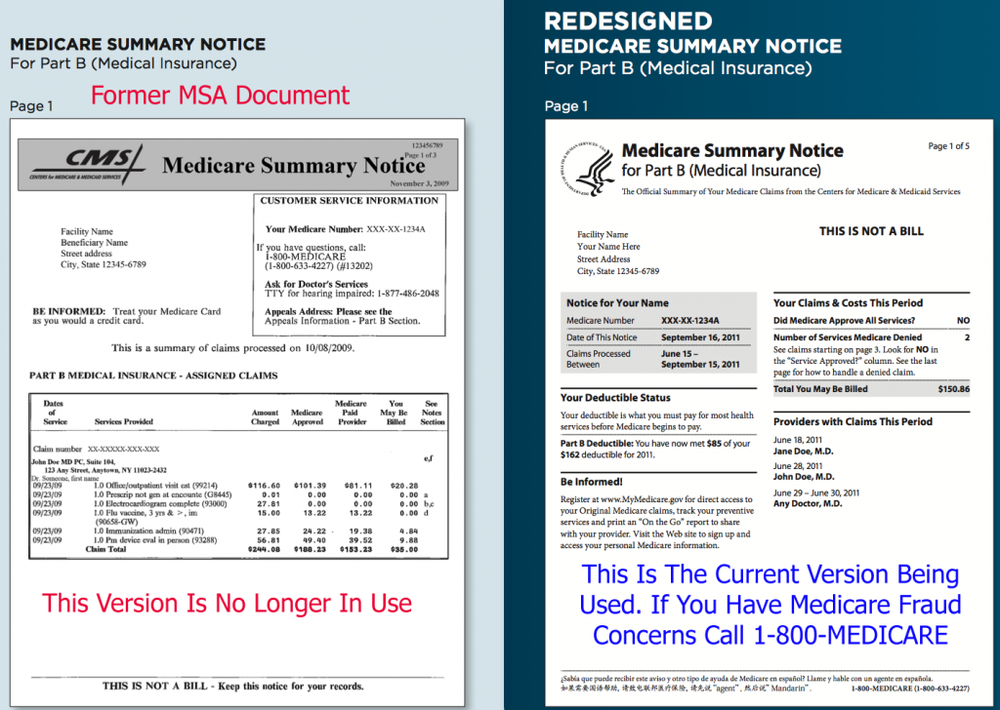 MEDICARE SUMMARY NOTICE
For Part B (Medical Insurance)
Former MSA Document
Page 1
CMS
CENTERS for MEDICARE & MEDICAID SERVICES
Medicare Summary Notice
123456789
Page 1 of 3
November 3, 2009
CUSTOMER SERVICE INFORMATION
Your Medicare Number: XXX-XX-1234A
If you have questions, call:
1-800-MEDICARE
(1-800-633-4227) (#13202)
Ask for Doctor's Services
TTY for hearing impaired: 1-877-486-2048
Appeals Address: Please see the
Appeals Information - Part B Section.
Facility Name
Beneficiary Name
Street address
City, State 12345-6789
BE INFORMED: Treat your Medicare Card
as you would a credit card.
This is a summary of claims processed on 10/08/2009.
PART B MEDICAL INSURANCE - ASSIGNED CLAIMS
Dates of Service Services Provided Amount Charged Medicare Approved Medicare Paid Provider You May Be Billed See Notes Section
Claim number XX-XXXXX-XXX-XXX
John Doe MD PC, Suite 104, e,f
123 Any Street, Anytown, NY 11023-2432
Dr. Someone, first name
09/23/09 1.0 Office/outpatient visit est (99214) $116.60 $101.39 $81.11 $20.28
09/23/09 1.0 Prescrip not gen at encounte (G8445) 0.01 0.00 0.00 0.00 a
09/23/09 1.0 Electrocardiogram complete (93000) 27.81 0.00 0.00 0.00 b,c
09/23/09 1.0 Flu vaccine, 3 yrs & >, im 15.00 13.22 13.22 0.00 d
(90658-GW)
09/23/09 1.0 Immunization admin (90471) 27.85 24.22 19.38 4.84
09/23/09 1.0 Pm device eval in person (93288) 56.81 49.40 39.52 9.88
Claim Total $244.08 $188.23 $153.23 $35.00
This Version Is No Longer In Use
THIS IS NOT A BILL - Keep this notice for your records.
REDESIGNED
MEDICARE SUMMARY NOTICE
For Part B (Medical Insurance)
Page 1
Medicare Summary Notice
for Part B (Medical Insurance)
Page 1 of 5
The Official Summary of Your Medicare Claims from the Centers for Medicare & Medicaid Services
Facility Name
Your Name Here
Street Address
City, State 12345-6789
THIS IS NOT A BILL
Notice for Your Name
Medicare Number XXX-XX-1234A
Date of This Notice September 16, 2011
Claims Processed Between June 15 – September 15, 2011
Your Deductible Status
Your deductible is what you must pay for most health
services before Medicare begins to pay.
Part B Deductible: You have now met $85 of your
$162 deductible for 2011.
Be Informed!
Register at www.MyMedicare.gov for direct access to
your Original Medicare claims, track your preventive
services and print an “On the Go” report to share
with your provider. Visit the Web site to sign up and
access your personal Medicare information.
Your Claims & Costs This Period
Did Medicare Approve All Services? NO
Number of Services Medicare Denied 2
See claims starting on page 3. Look for NO in
the “Service Approved?” column. See the last
page for how to handle a denied claim.
Total You May Be Billed $150.86
Providers with Claims This Period
June 18, 2011
Jane Doe, M.D.
June 28, 2011
John Doe, M.D.
June 29 – June 30, 2011
Any Doctor, M.D.
This Is The Current Version Being
Used. If You Have Medicare Fraud
Concerns Call 1-800-MEDICARE
¿Sabía que puede recibir este aviso y otro tipo de ayuda de Medicare en español? Llame y hable con un agente en español.
如果需要国语帮助, 请致电联邦医疗保险, 请先说“agent”, 然后说“Mandarin”.
1-800-MEDICARE (1-800-633-4227)